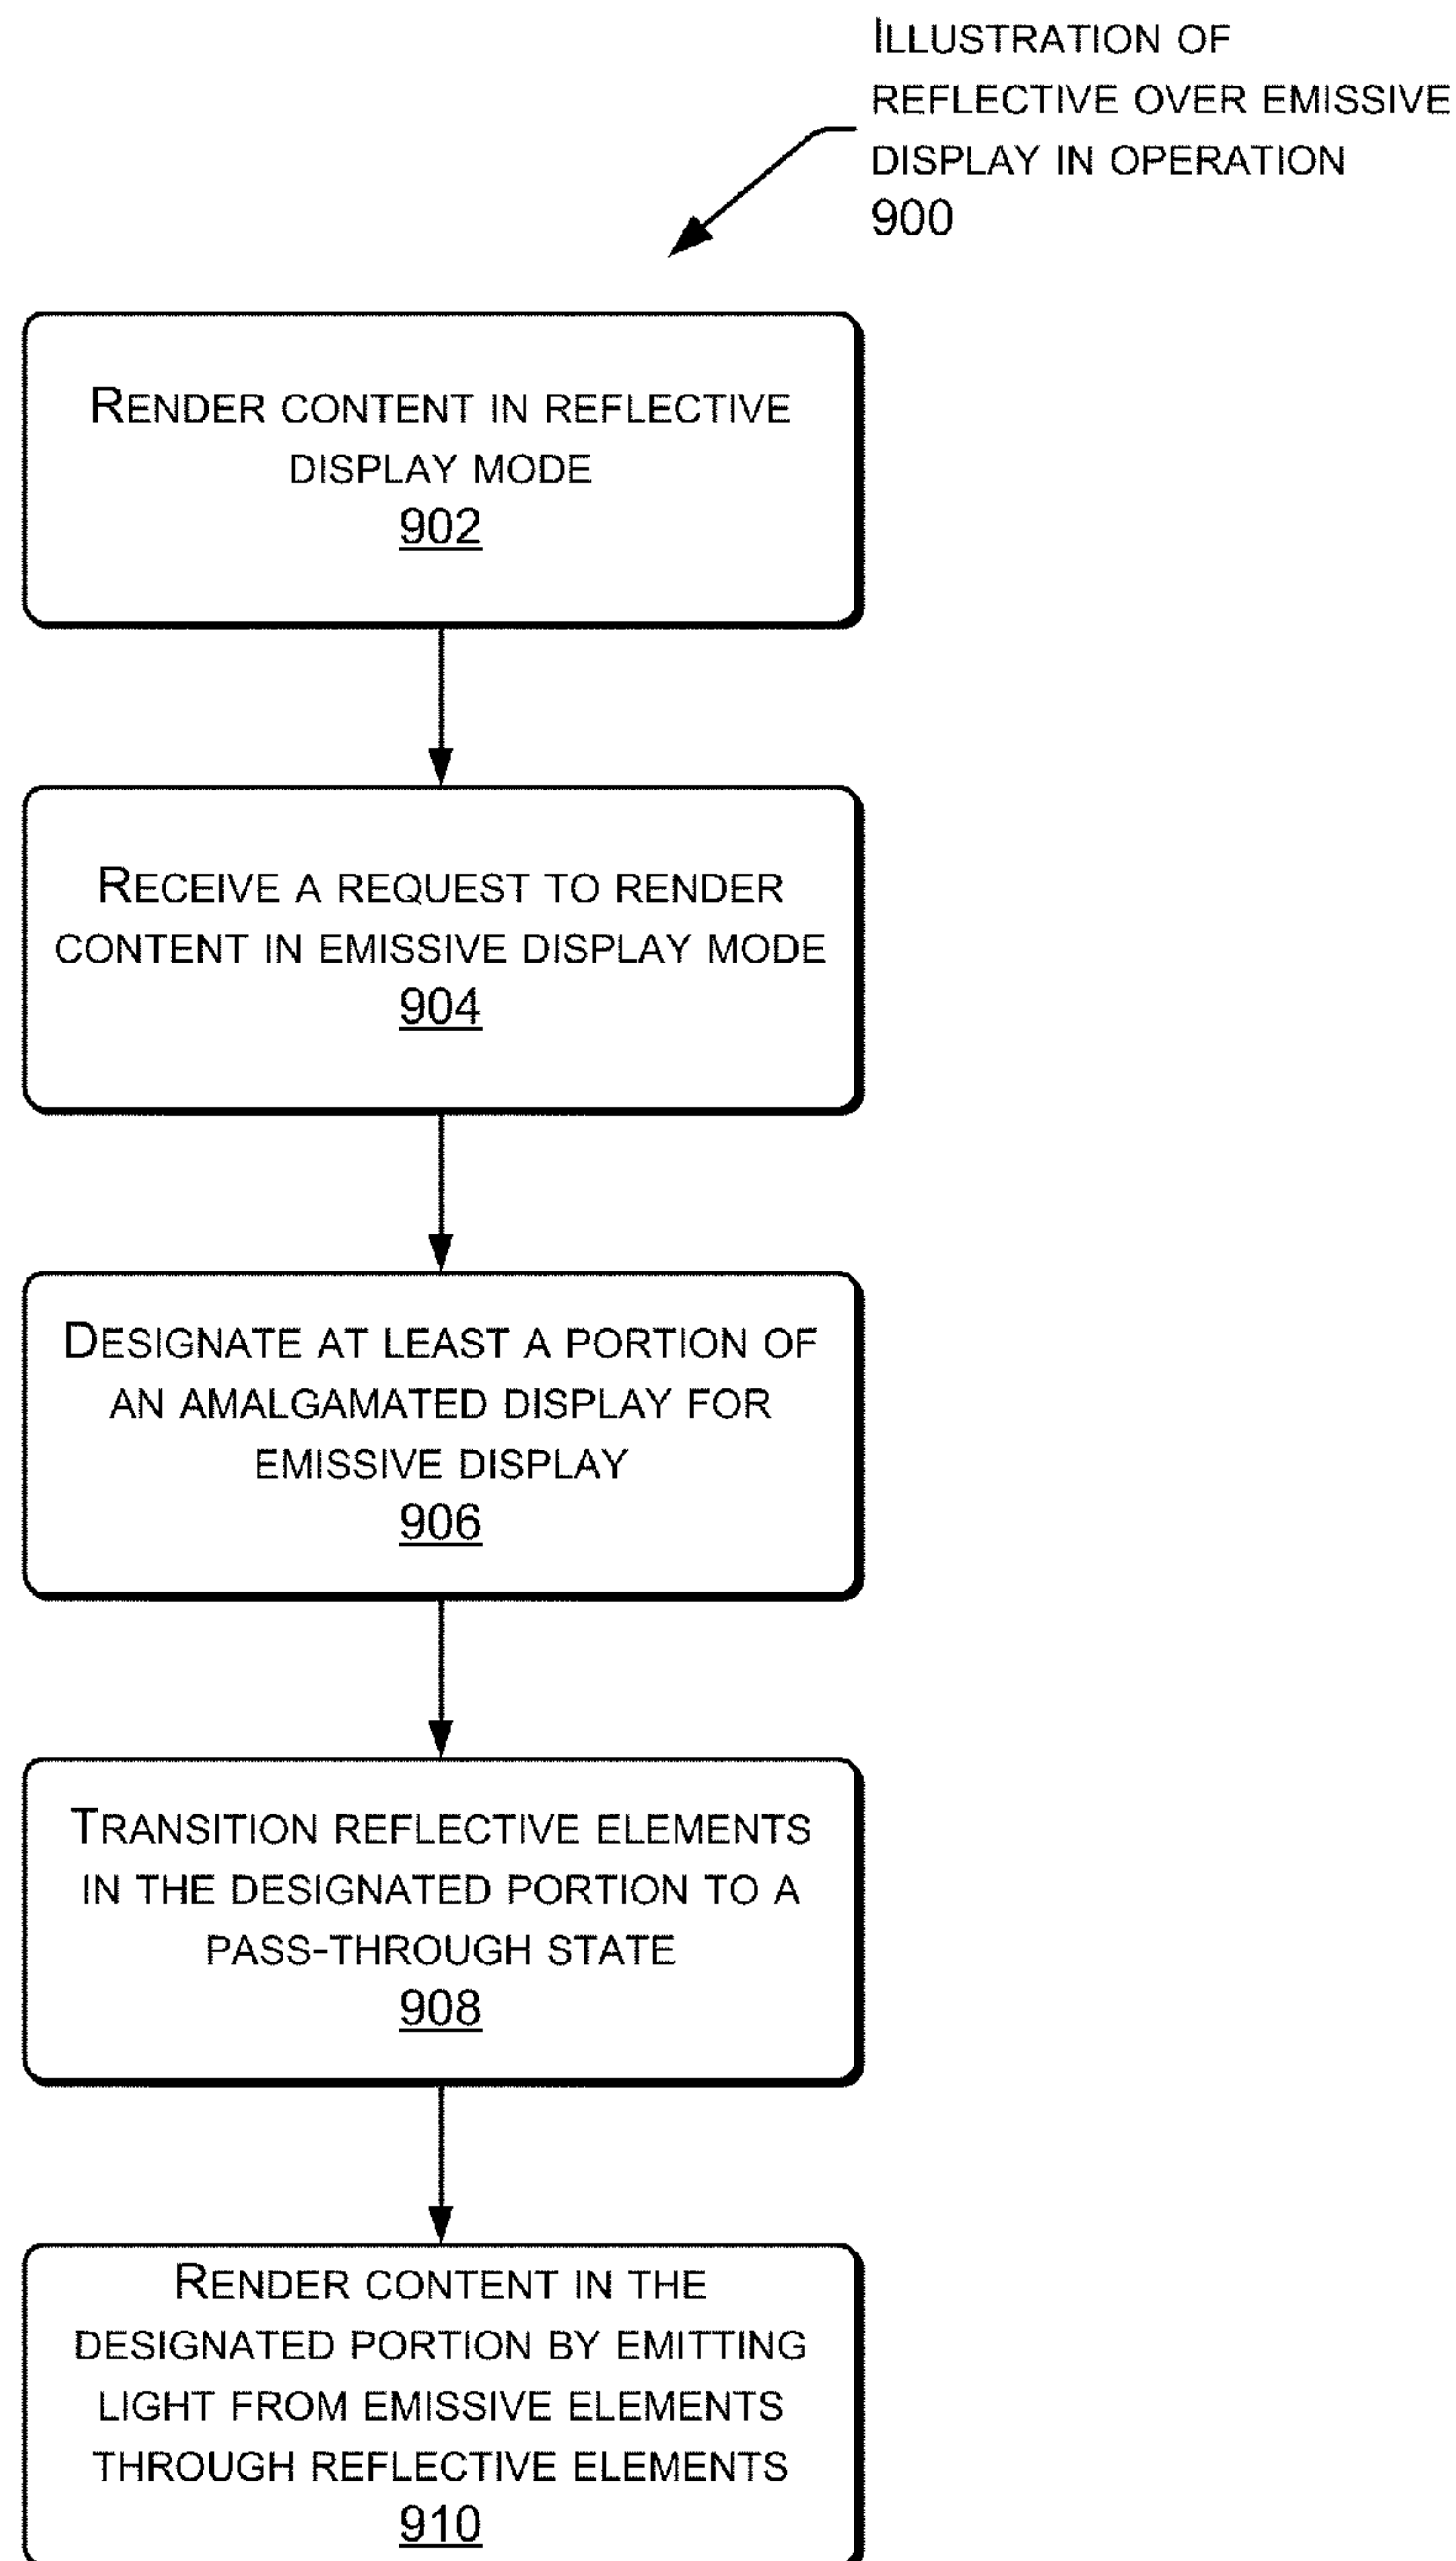 ILLUSTRATION OF
REFLECTIVE OVER EMISSIVE
DISPLAY IN OPERATION
900
RENDER CONTENT IN REFLECTIVE
DISPLAY MODE
902
RECEIVE A REQUEST TO RENDER
CONTENT IN EMISSIVE DISPLAY MODE
904
DESIGNATE AT LEAST A PORTION OF
AN AMALGAMATED DISPLAY FOR
EMISSIVE DISPLAY
906
TRANSITION REFLECTIVE ELEMENTS
IN THE DESIGNATED PORTION TO A
PASS-THROUGH STATE
908
RENDER CONTENT IN THE
DESIGNATED PORTION BY EMITTING
LIGHT FROM EMISSIVE ELEMENTS
THROUGH REFLECTIVE ELEMENTS
910